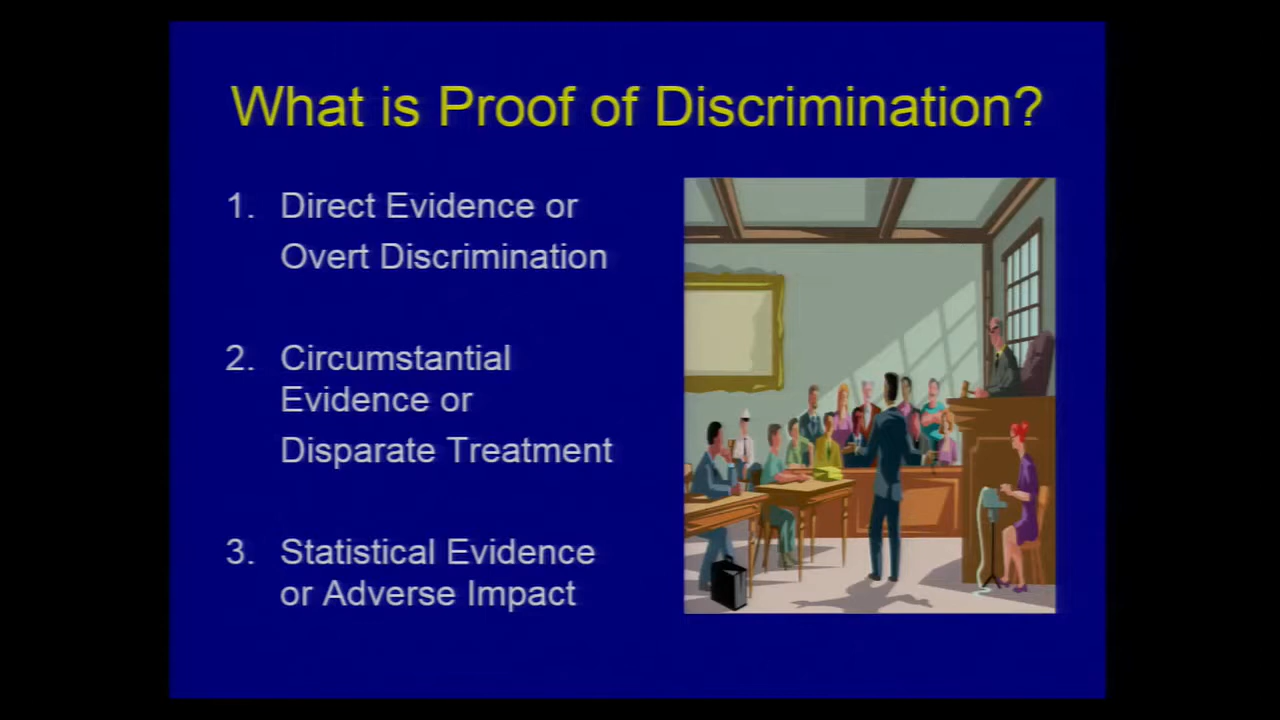 What is Proof of Discrimination?
1. Direct Evidence or
Overt Discrimination
2. Circumstantial
Evidence or
Disparate Treatment
3. Statistical Evidence
or Adverse Impact